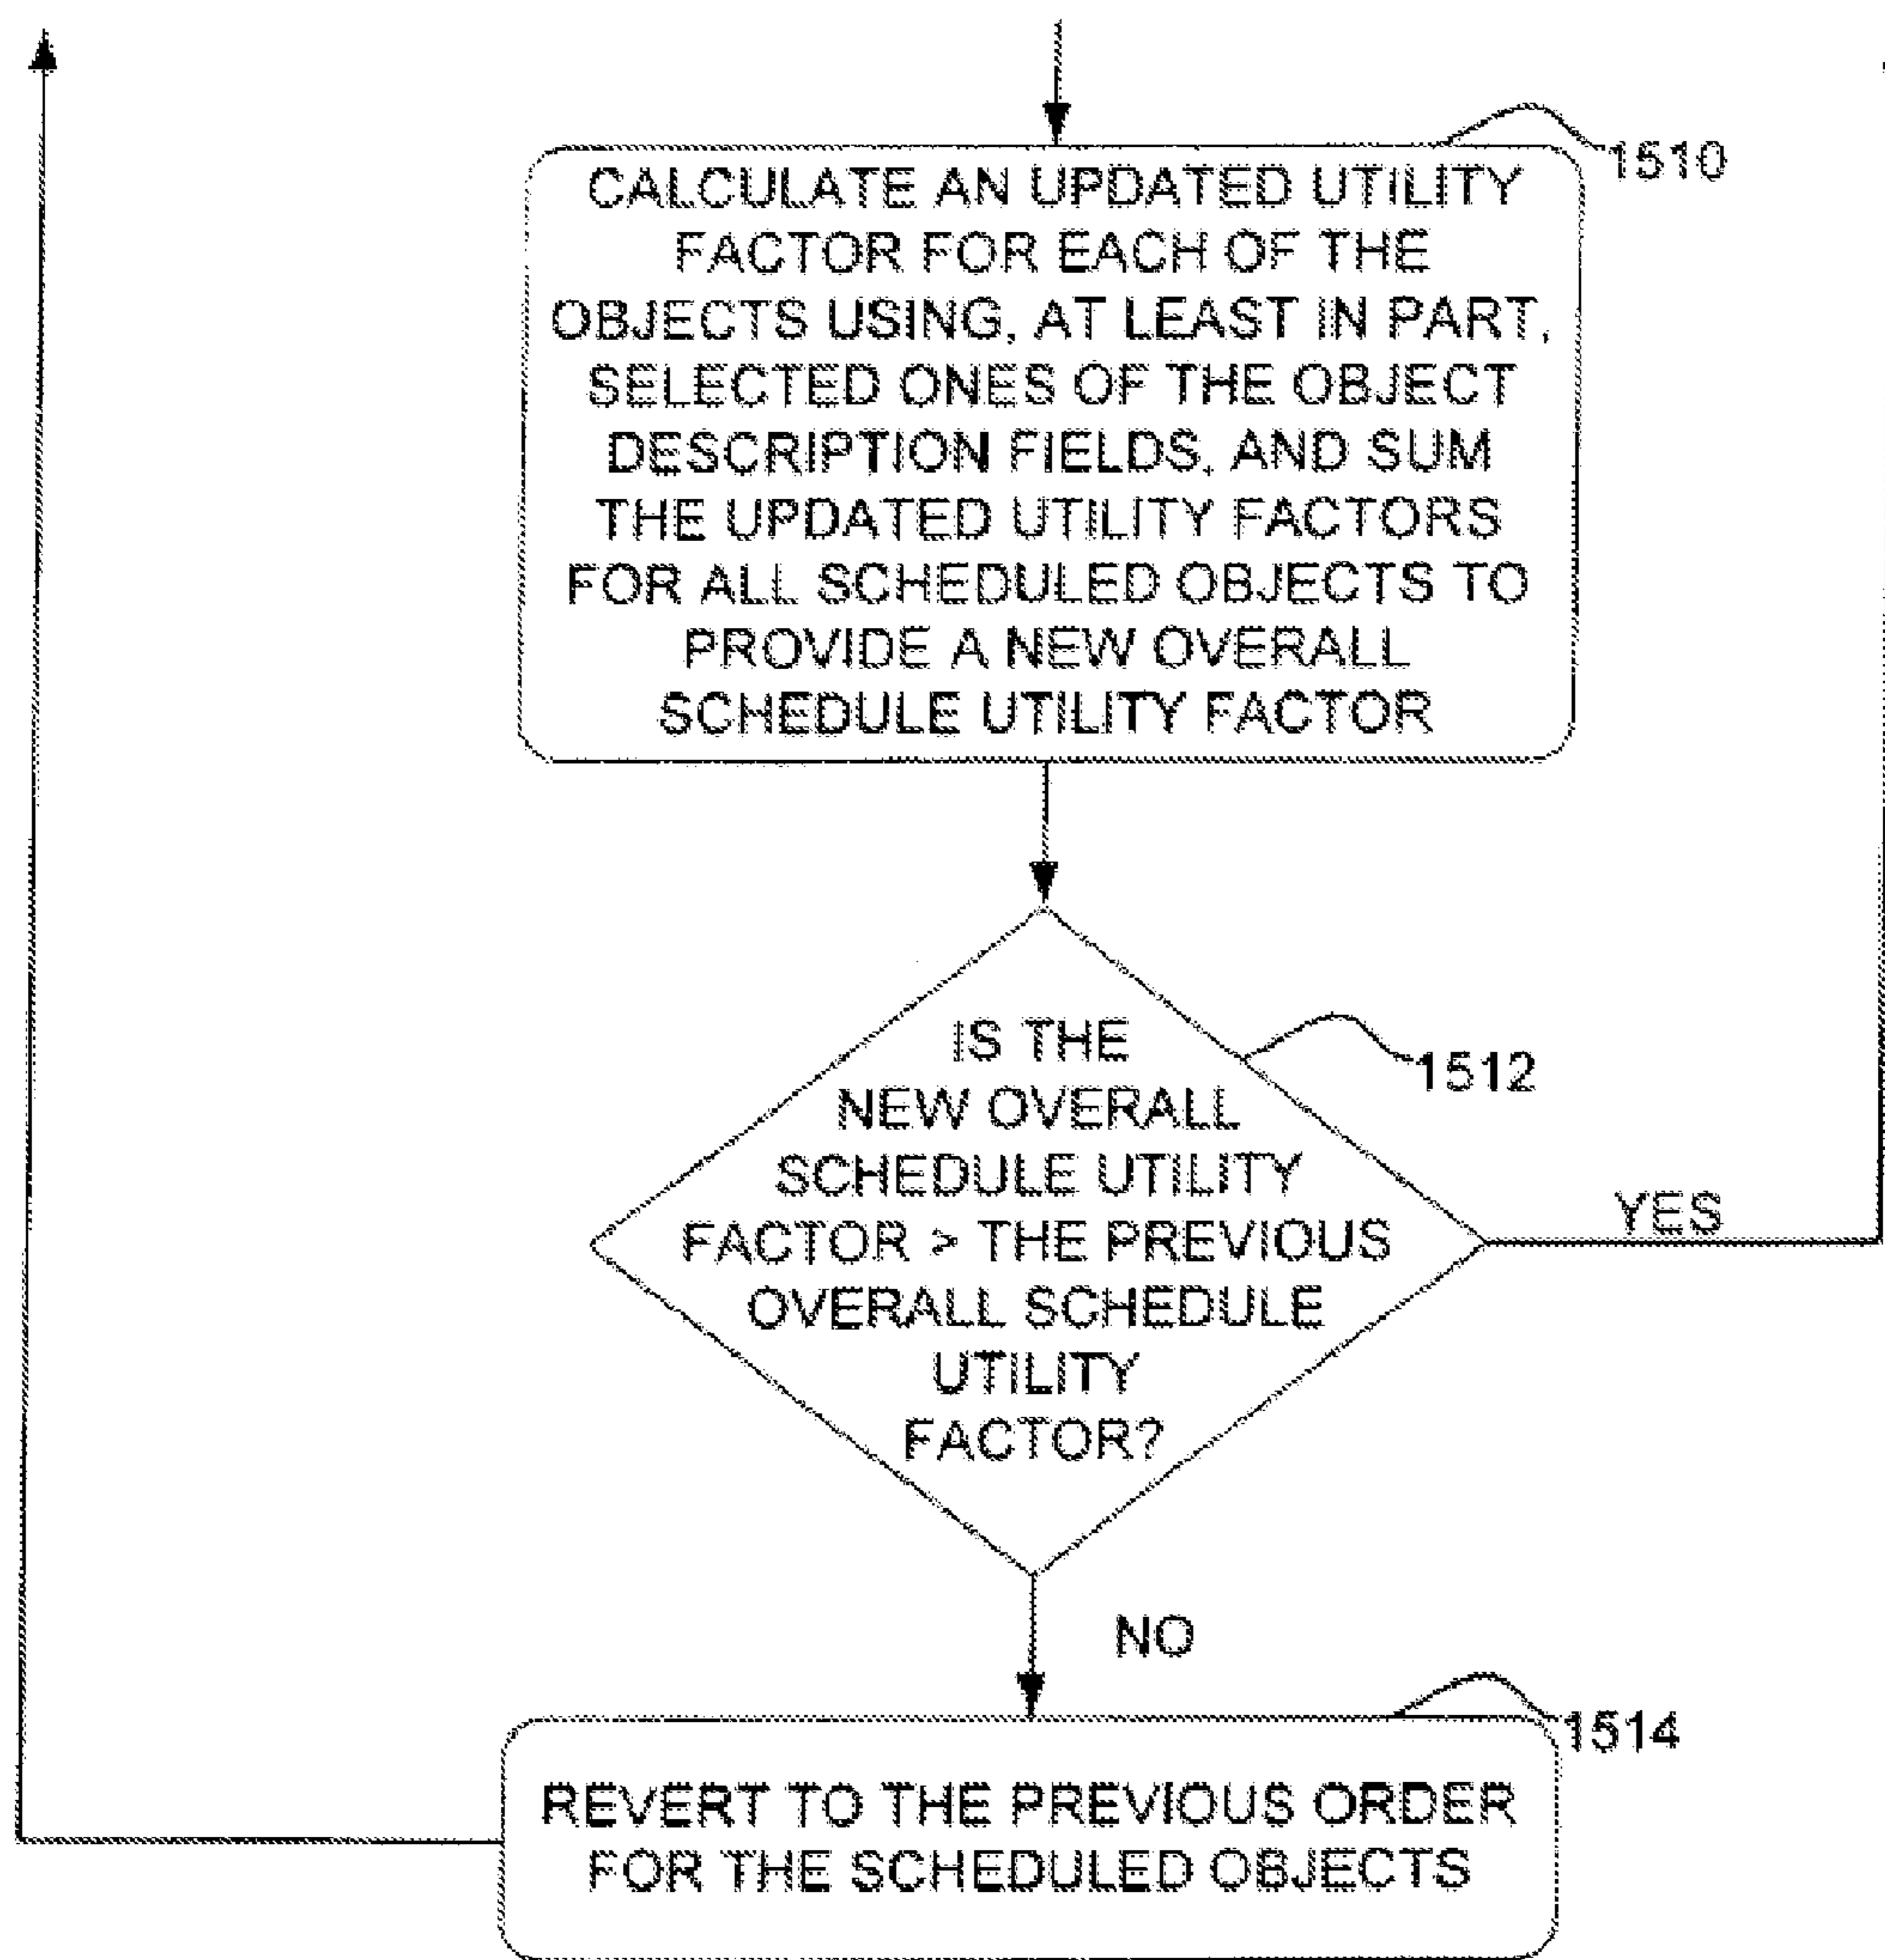 1510
CALCULATE AN UPDATED UTILITY
FACTOR FOR EACH OF THE
OBJECTS USING, AT LEAST IN PART,
SELECTED ONES OF THE OBJECT
DESCRIPTION FIELDS, AND SUM
THE UPDATED UTILITY FACTORS
FOR ALL SCHEDULED OBJECTS TO
PROVIDE A NEW OVERALL
SCHEDULE UTILITY FACTOR
IS THE
NEW OVERALL
SCHEDULE UTILITY
FACTOR > THE PREVIOUS
OVERALL SCHEDULE
UTILITY
FACTOR?
1512
YES
NO
1514
REVERT TO THE PREVIOUS ORDER
FOR THE SCHEDULED OBJECTS